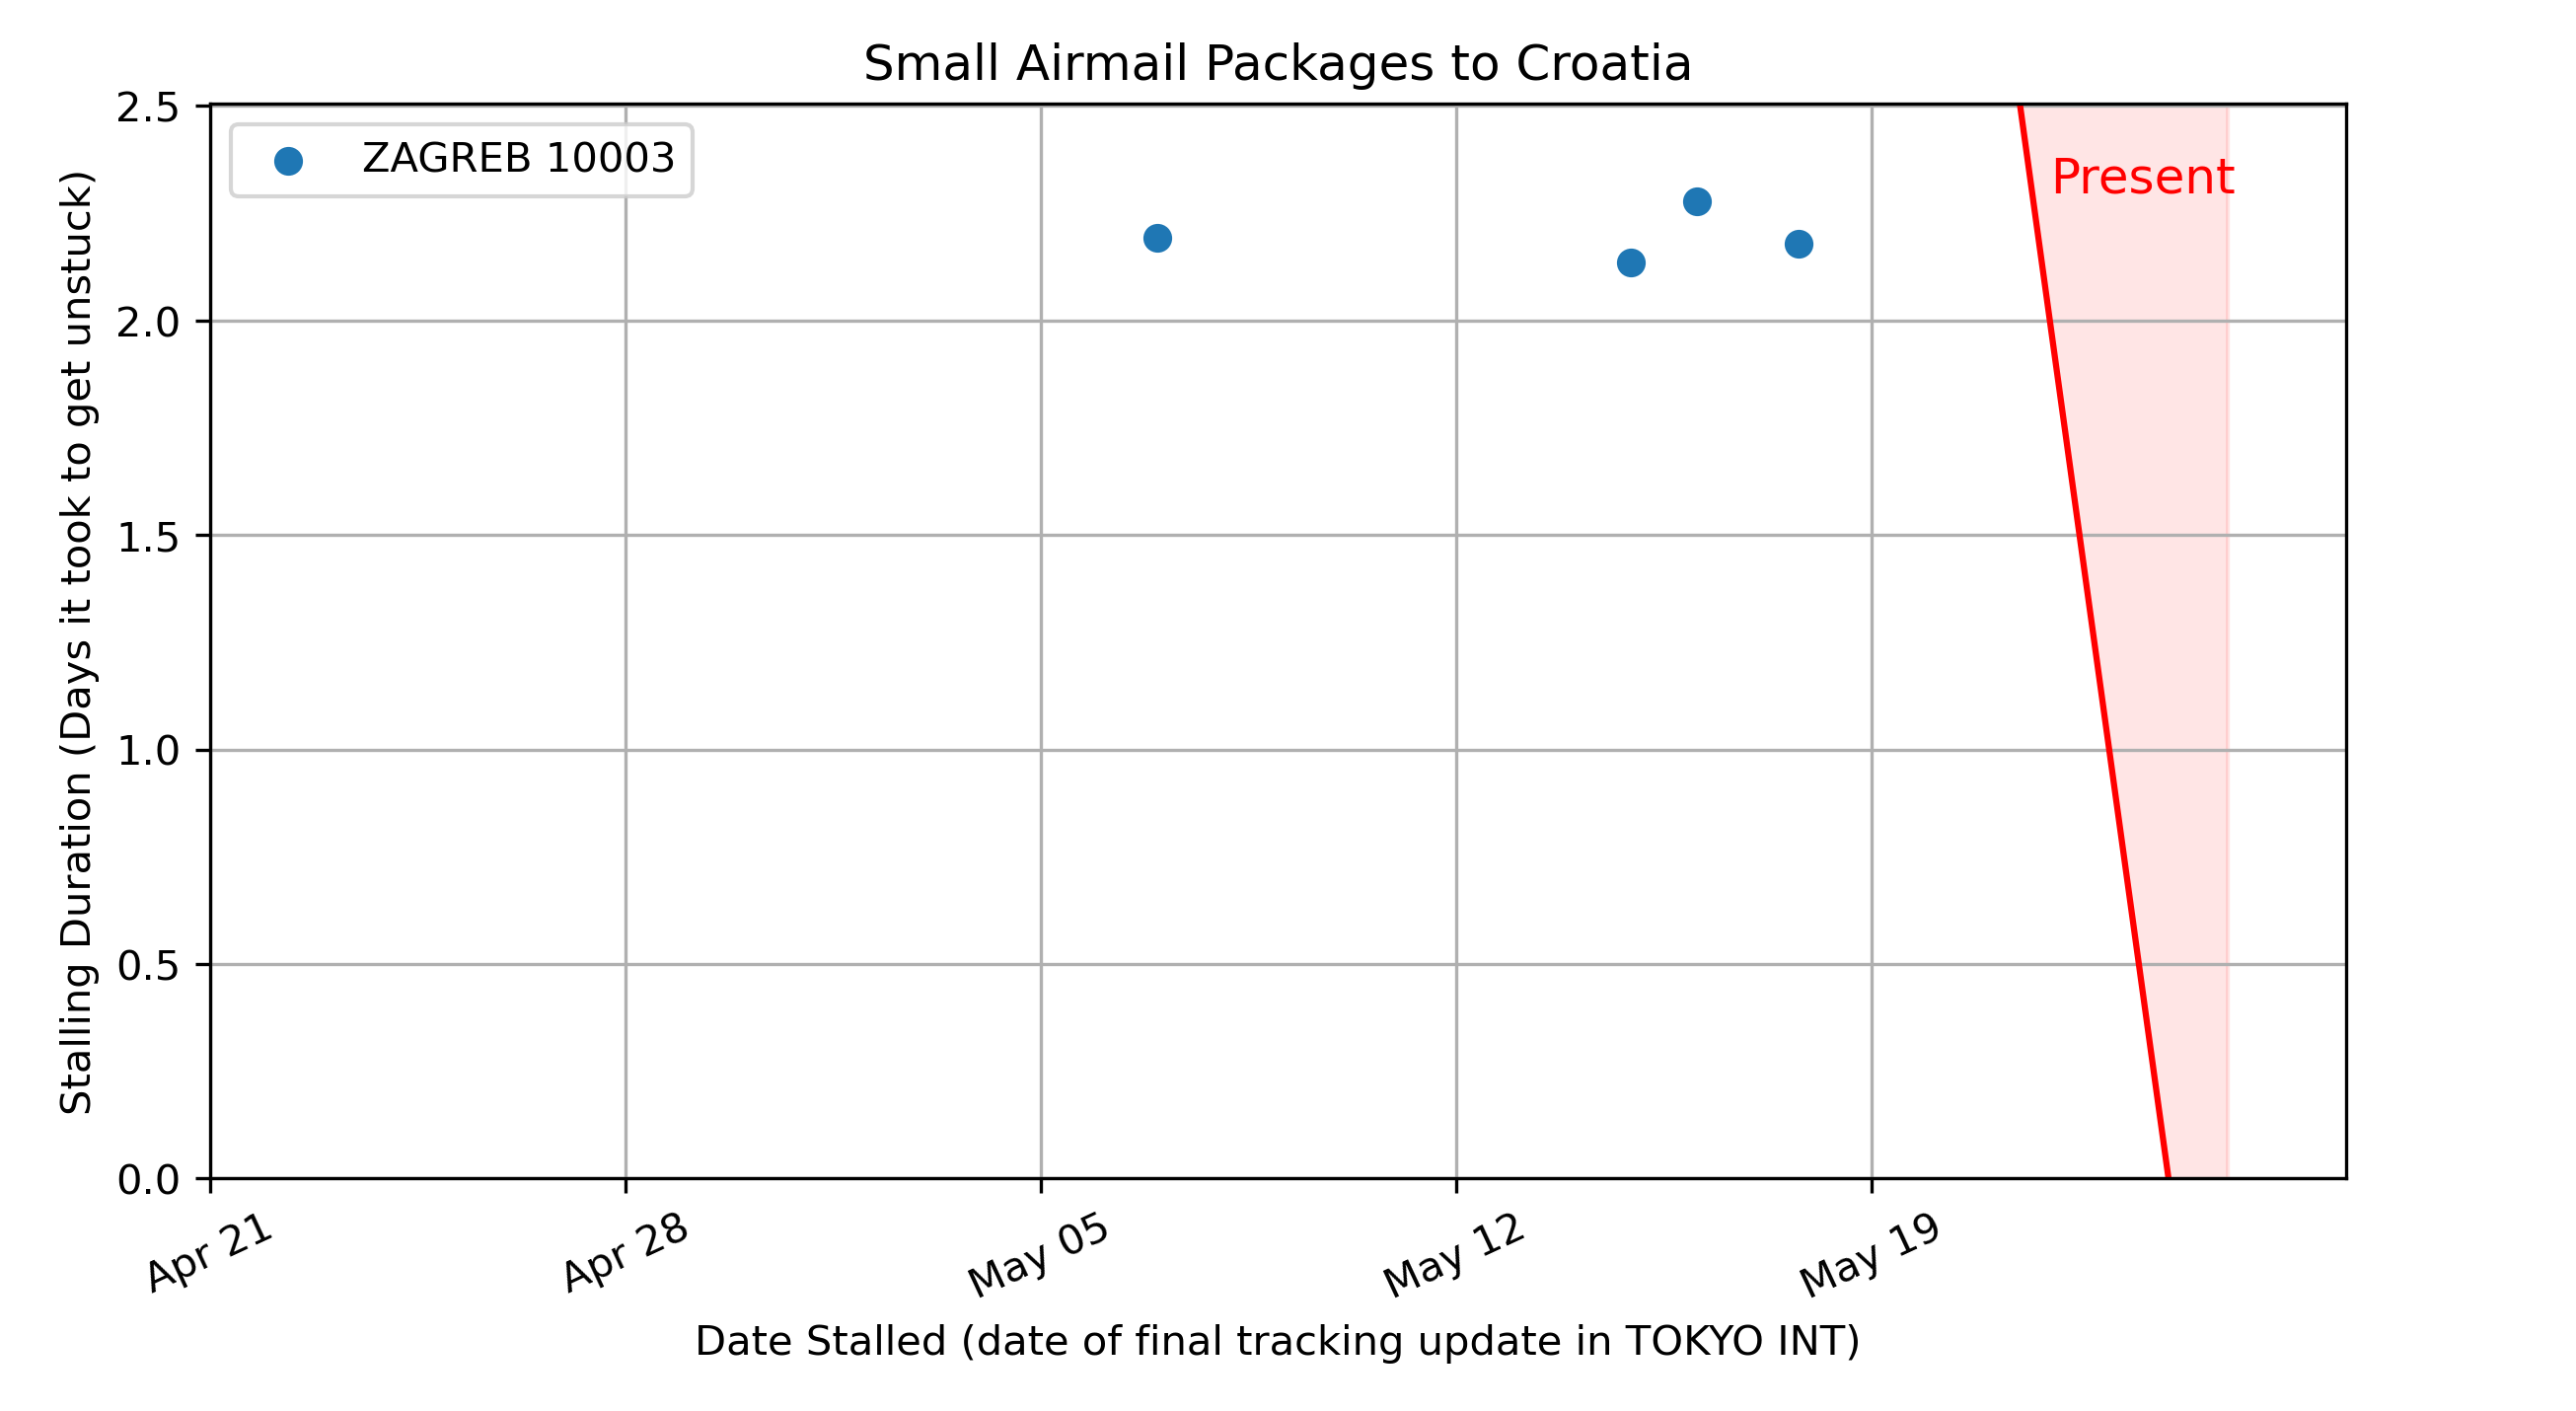 Small Airmail Packages to Croatia
2.5
ZAGREB 10003
Present
2.0
1.5
1.0
0.5
0.0
Stalling Duration (Days it took to get unstuck)
Apr 21
Apr 28
May 05
May 12
May 19
Date Stalled (date of final tracking update in TOKYO INT)